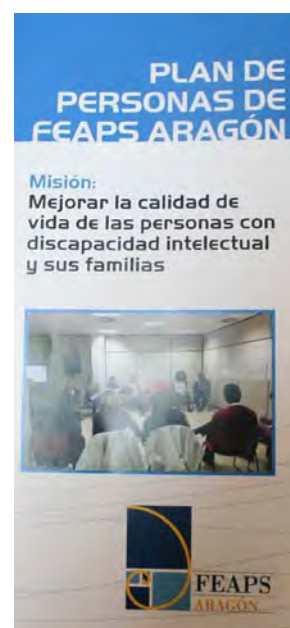 PLAN DE
PERSONAS DE
FEAPS ARAGÓN
Misión:
Mejorar la calidad de
vida de las personas con
discapacidad intelectual
y sus familias
FEAPS
ARAGÓN